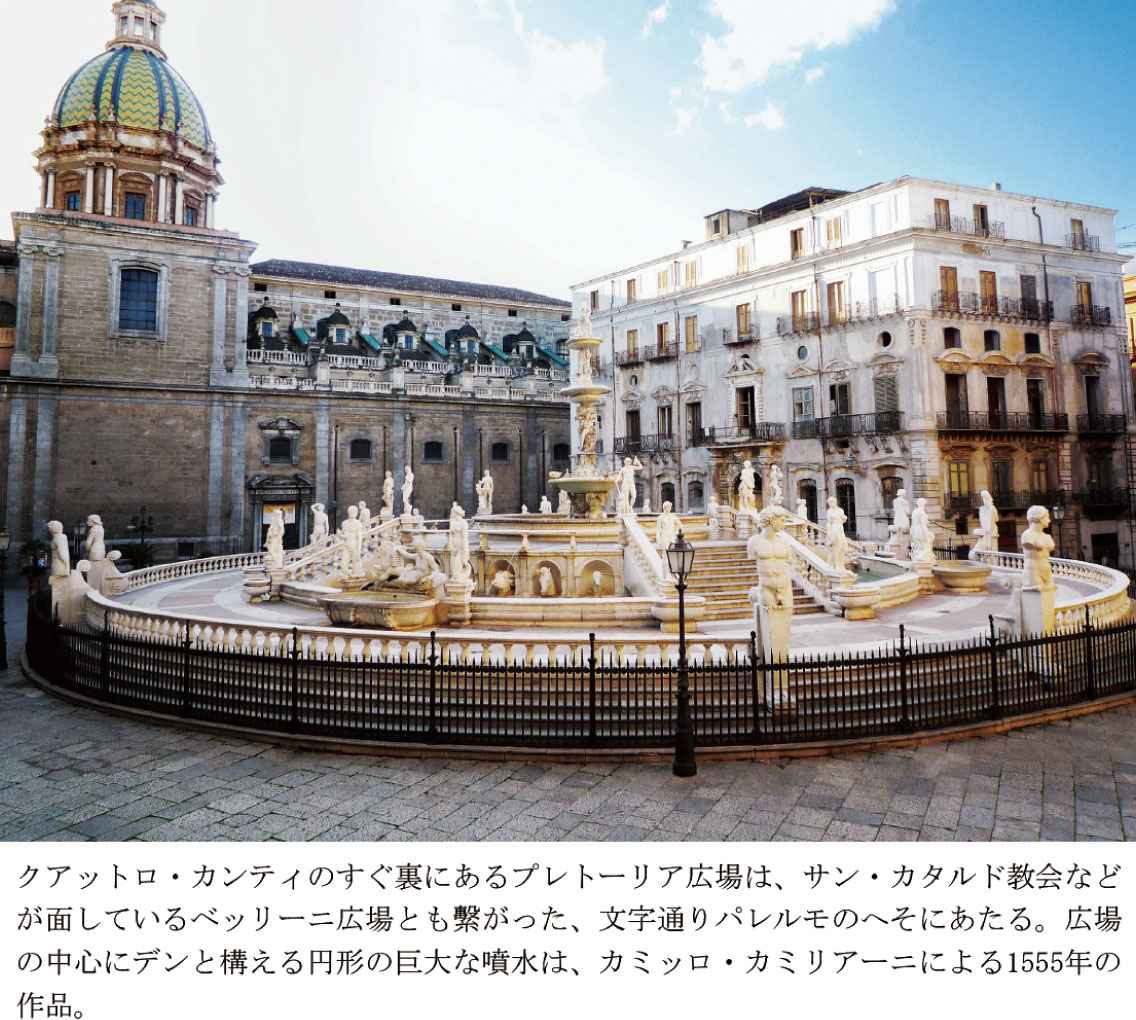 クアットロ・カンティのすぐ裏にあるプレトーリア広場は、サン・カタルド教会など
が面しているベッリーニ広場とも繫がった、文字通りパレルモのへそにあたる。広場
の中心にデンと構える円形の巨大な噴水は、カミッロ・カミリアーニによる1555年の
作品。